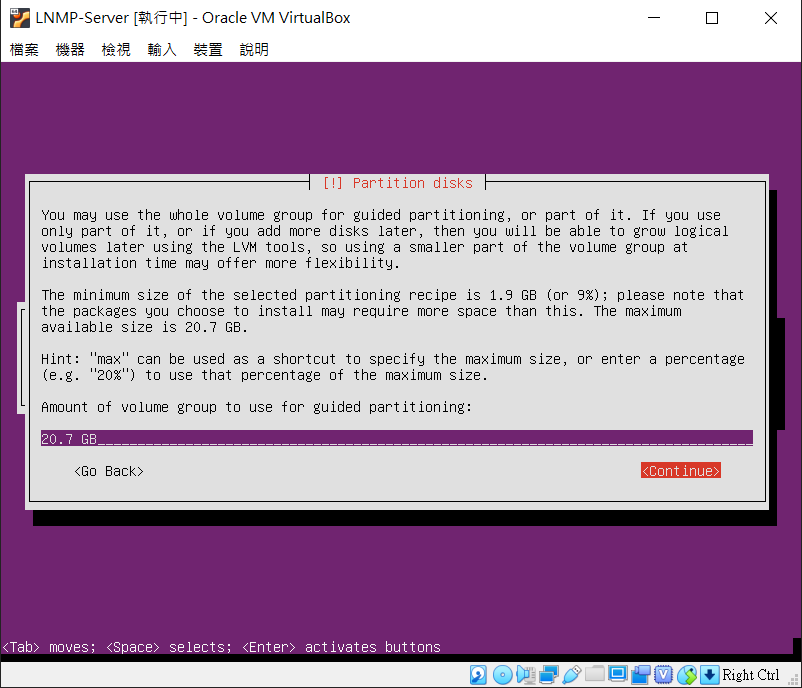 LNMP-Server [執行中] - Oracle VM VirtualBox
檔案 機器 檢視 輸入 裝置 說明
[!] Partition disks
You may use the whole volume group for guided partitioning, or part of it. If you use
only part of it, or if you add more disks later, then you will be able to grow logical
volumes later using the LVM tools, so using a smaller part of the volume group at
installation time may offer more flexibility.
The minimum size of the selected partitioning recipe is 1.9 GB (or 9%); please note that
the packages you choose to install may require more space than this. The maximum
available size is 20.7 GB.
Hint: "max" can be used as a shortcut to specify the maximum size, or enter a percentage
(e.g. "20%") to use that percentage of the maximum size.
Amount of volume group to use for guided partitioning:
20.7 GB
<Go Back> <Continue>
<Tab> moves; <Space> selects; <Enter> activates buttons
Right Ctrl